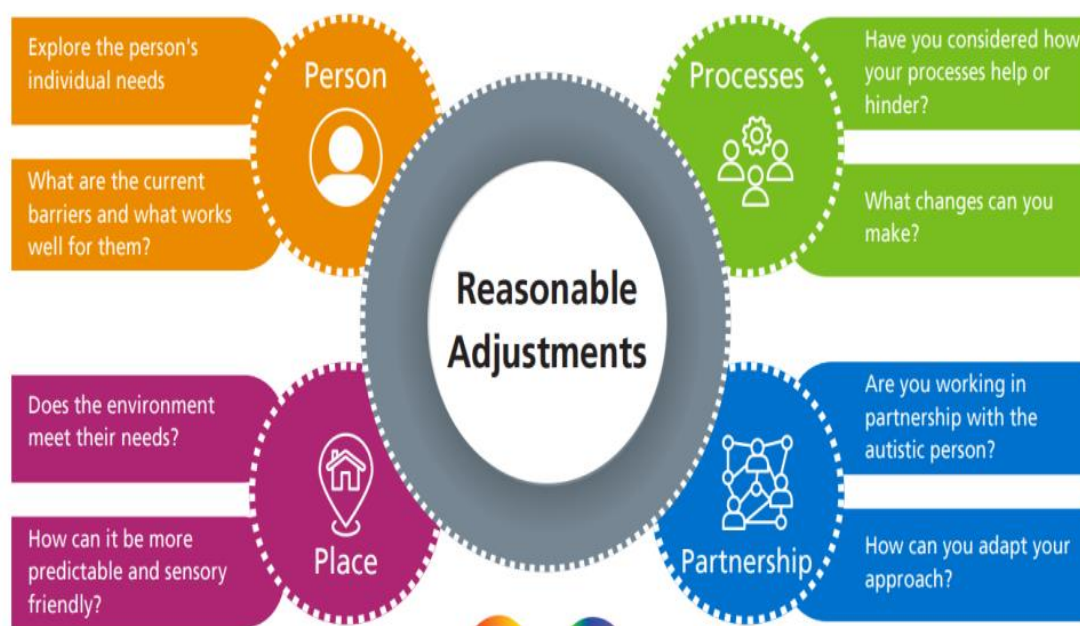 Explore the person's
individual needs
Person
What are the current
barriers and what works
well for them?
Processes
Have you considered how
your processes help or
hinder?
What changes can you
make?
Reasonable
Adjustments
Does the environment
meet their needs?
How can it be more
predictable and sensory
friendly?
Place
Are you working in
partnership with the
autistic person?
Partnership
How can you adapt your
approach?